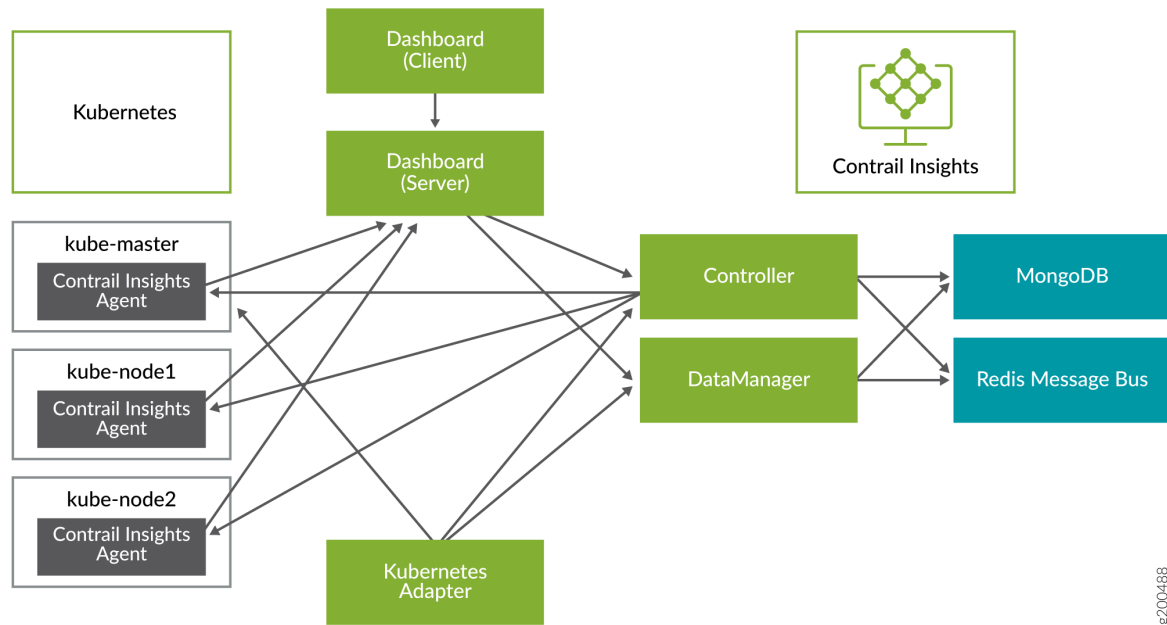 Dashboard
(Client)
Kubernetes
Contrail Insights
Dashboard
(Server)
kube-master
Contrail Insights
Agent
Controller
MongoDB
kube-node1
Contrail Insights
Agent
DataManager
Redis Message Bus
kube-node2
Contrail Insights
Agent
Kubernetes
Adapter
g200488